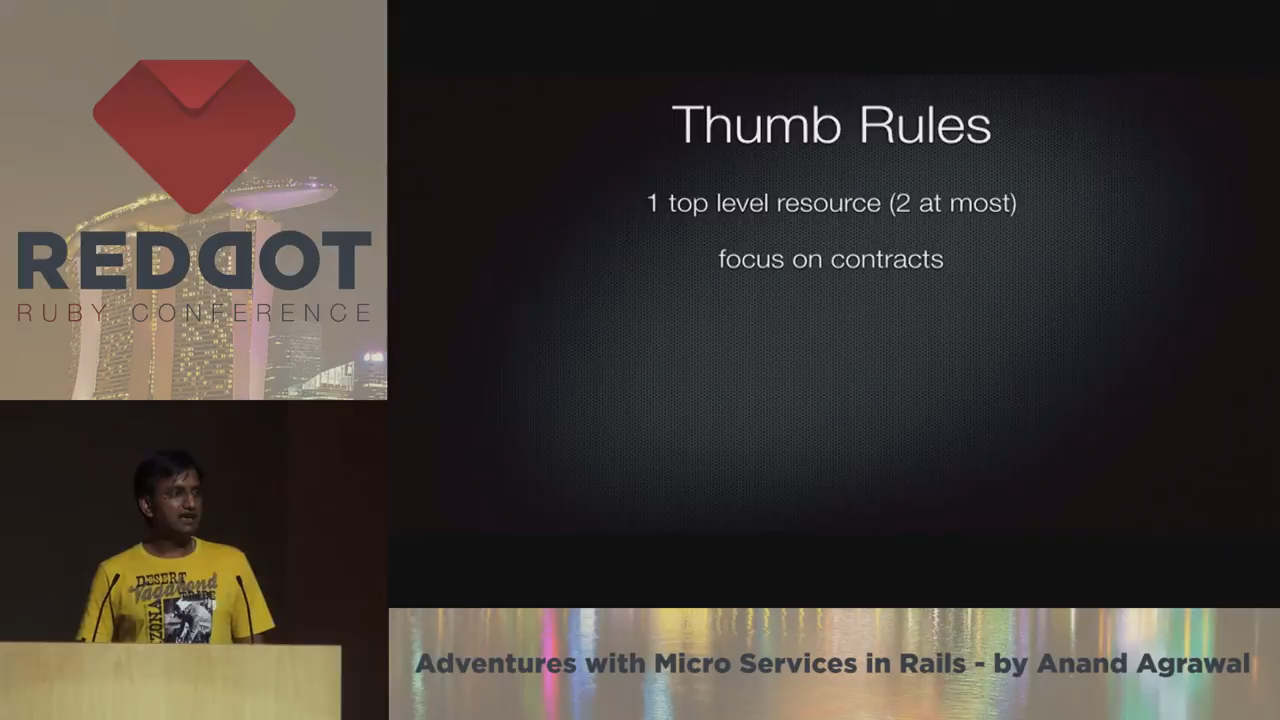 REDDOT
RUBY CONFERENCE
Thumb Rules
1 top level resource (2 at most)
focus on contracts
DESERT
Vagabond
Adventures with Micro Services in Rails - by Anand Agrawal